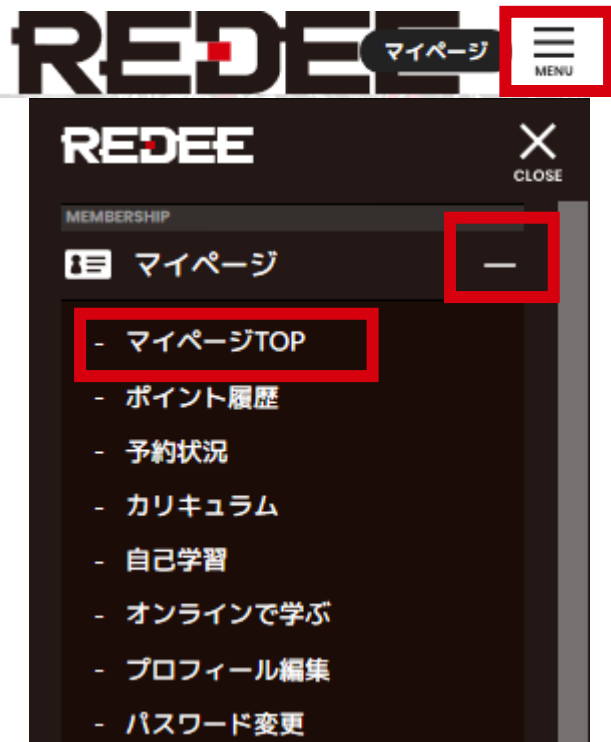 REDEE
マイページ
MENU
REDEE
CLOSE
MEMBERSHIP
マイページ
- マイページTOP
- ポイント履歴
- 予約状況
- カリキュラム
- 自己学習
- オンラインで学ぶ
- プロフィール編集
- パスワード変更